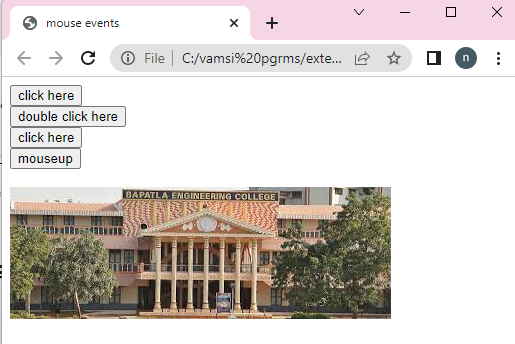 mouse events
File
C:/vamsi%20pgrms/exte...
n
click here
double click here
click here
mouseup
BAPATLA ENGINEERING COLLEGE